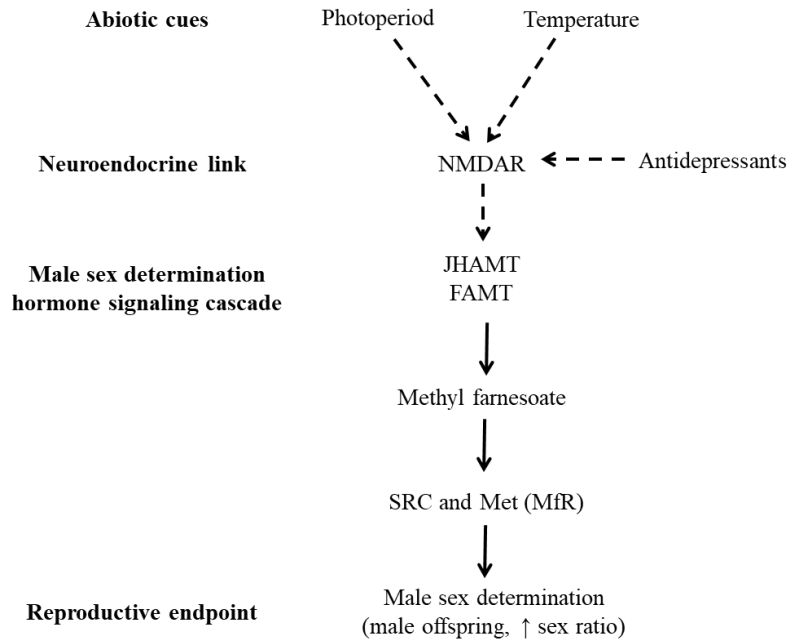 Abiotic cues
Photoperiod
Temperature
Neuroendocrine link
NMDAR
Antidepressants
Male sex determination
hormone signaling cascade
JHAMT
FAMT
Methyl farnesoate
SRC and Met (MfR)
Reproductive endpoint
Male sex determination
(male offspring, ↑ sex ratio)